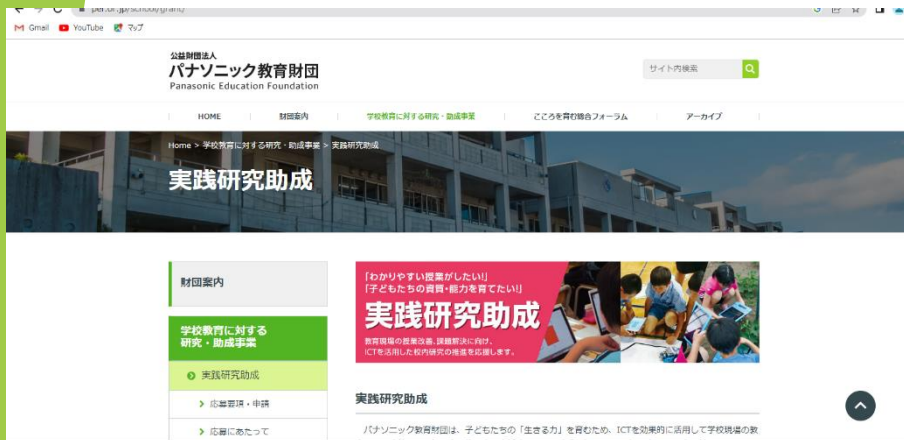 pef.or.jp/school/grant/
Gmail YouTube マップ
公益財団法人
パナソニック教育財団
Panasonic Education Foundation
サイト内検索
HOME 財団案内 学校教育に対する研究・助成事業 こころを育む総合フォーラム アーカイブ
Home > 学校教育に対する研究・助成事業 > 実践研究助成
実践研究助成
財団案内
学校教育に対する
研究・助成事業
実践研究助成
応募要項・申請
応募にあたって
「わかりやすい授業がしたい!」
「子どもたちの資質・能力を育てたい!」
実践研究助成
教育現場の授業改善、課題解決に向け、
ICTを活用した校内研究の推進を応援します。
実践研究助成
パナソニック教育財団は、子どもたちの「生きる力」を育むため、ICTを効果的に活用して学校現場の教